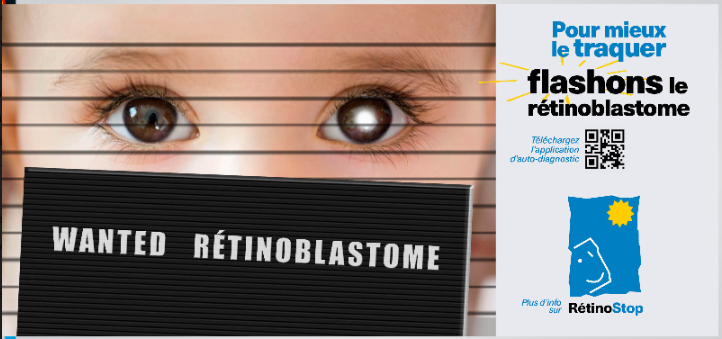 WANTED RÉTINOBLASTOME
Pour mieux
le traquer
flashons le
rétinoblastome
Téléchargez
l'application
d'auto-diagnostic
Plus d'info
sur
RétinoStop